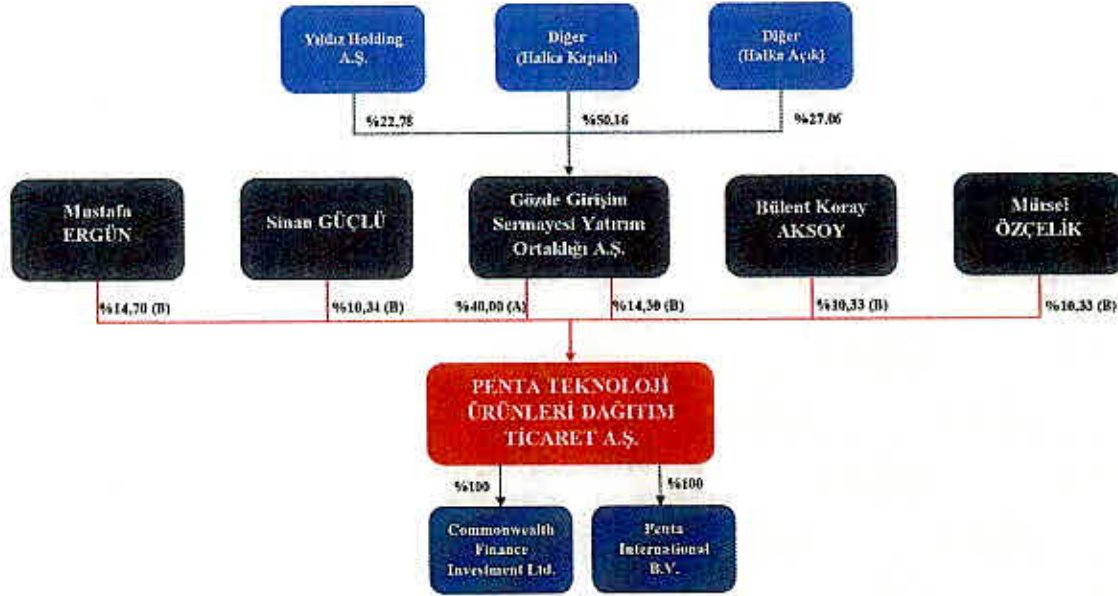 Yıldız Holding
A.Ş.
Diğer
(Halka Kapalı)
Diğer
(Halka Açık)
%22,78
%50,16
%27,06
Mustafa
ERGÜN
Sinan GÜÇLÜ
Gözde Girişim
Sermayesi Yatırım
Ortaklığı A.Ş.
Bülent Koray
AKSOY
Mürsel
ÖZÇELİK
%14,70 (B)
%10,34 (B)
%40,00 (A)
%14,30 (B)
%10,33 (B)
%10,33 (B)
PENTA TEKNOLOJİ
ÜRÜNLERİ DAĞITIM
TİCARET A.Ş.
%100
%100
Commonwealth
Finance
Investment Ltd.
Penta
International
B.V.